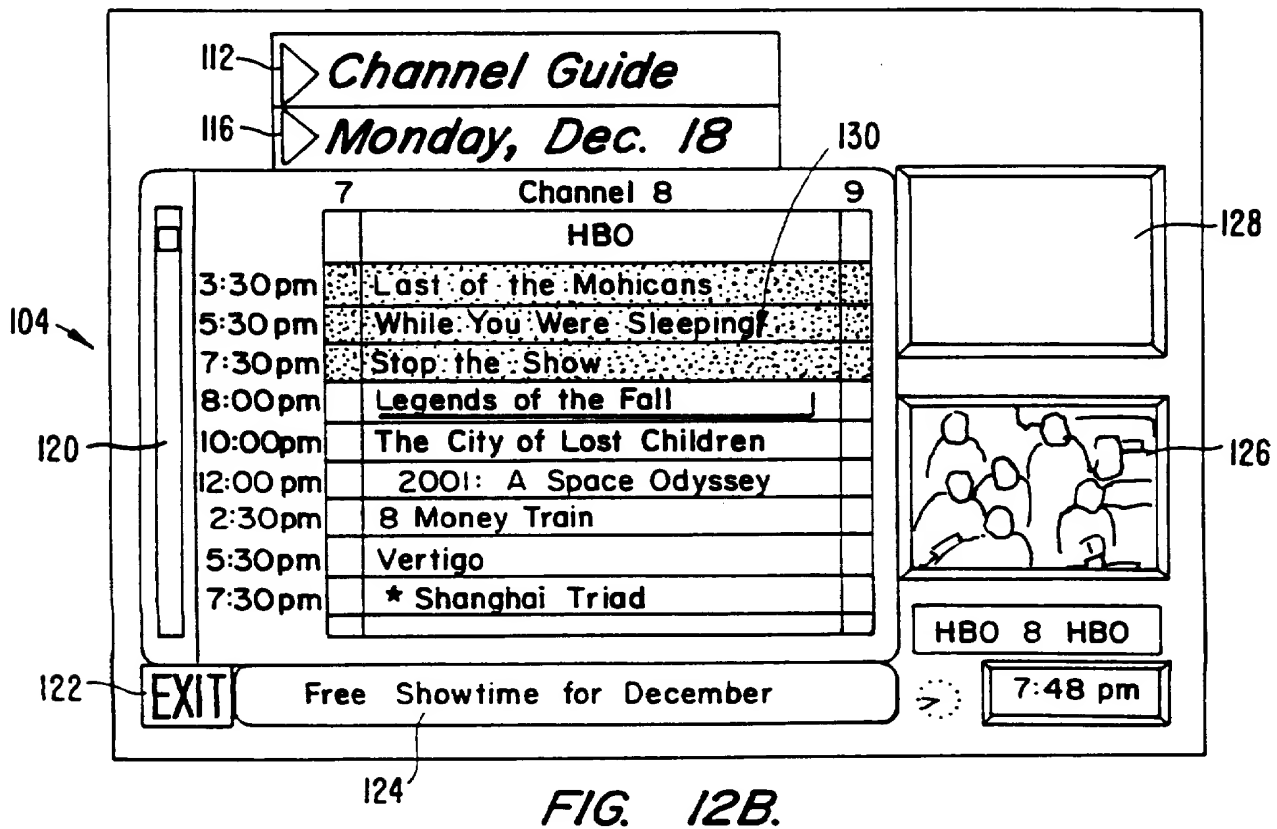 112 Channel Guide
116 Monday, Dec. 18
130
7 Channel 8 9
HBO
3:30pm Last of the Mohicans
5:30pm While You Were Sleeping
7:30pm Stop the Show
8:00pm Legends of the Fall
10:00pm The City of Lost Children
12:00 pm 2001: A Space Odyssey
2:30pm 8 Money Train
5:30pm Vertigo
7:30pm * Shanghai Triad
104
120
128
126
HBO 8 HBO
122 EXIT Free Showtime for December 7:48 pm
124
FIG. 12B.